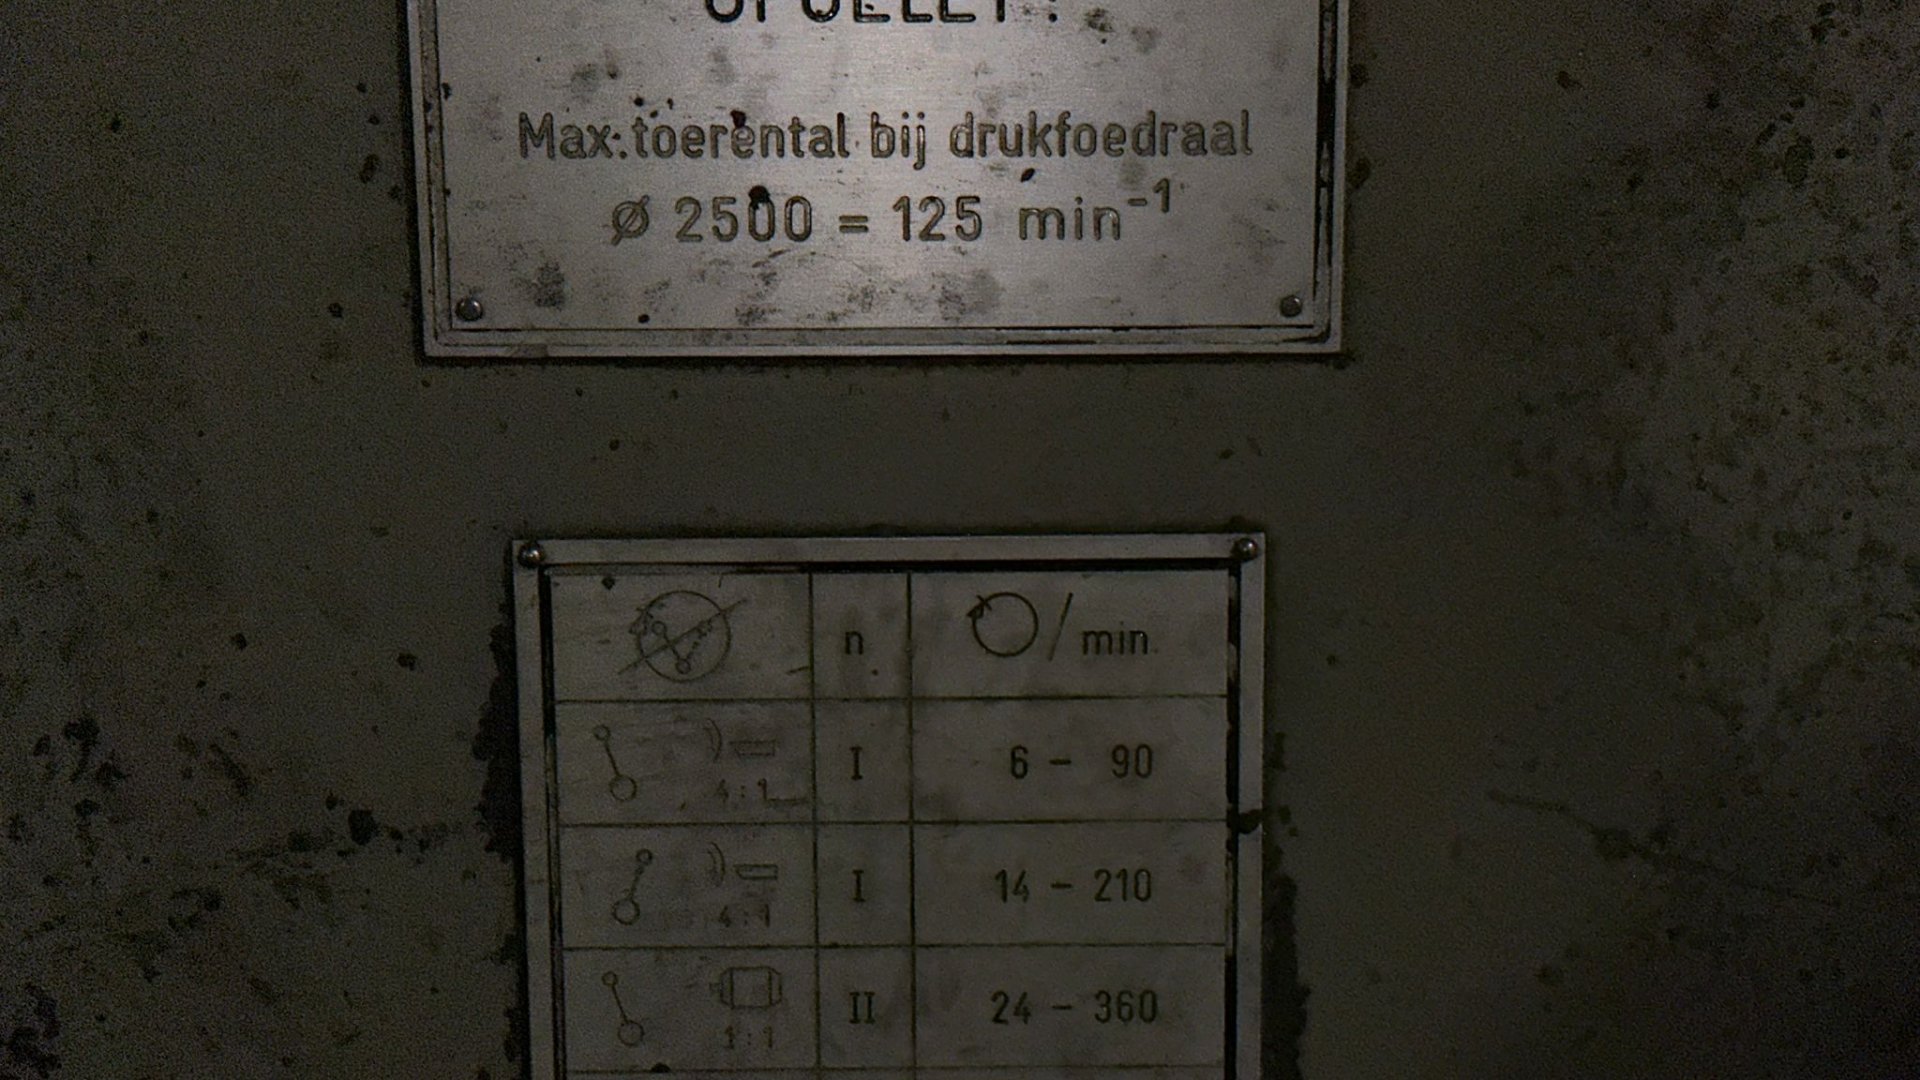 OPGELET!
Max. toerental bij drukfoedraal
Ø 2500 = 125 min⁻¹
n /min.
4:1 I 6 - 90
4:1 I 14 - 210
1:1 II 24 - 360